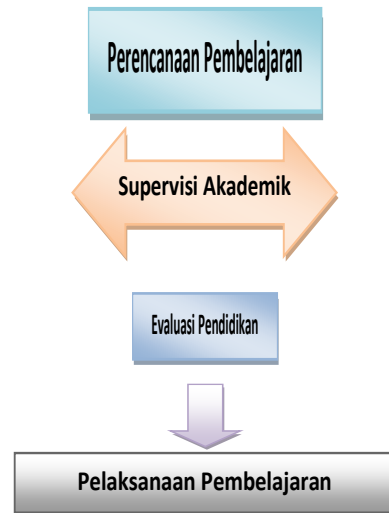 Perencanaan Pembelajaran
Supervisi Akademik
Evaluasi Pendidikan
Pelaksanaan Pembelajaran